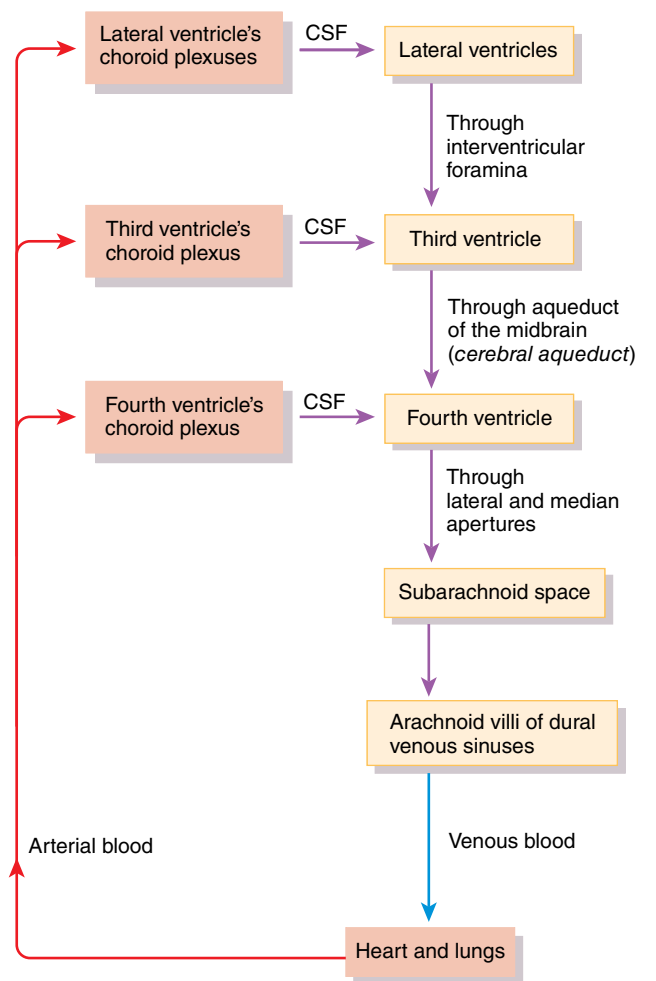 Lateral ventricle's
choroid plexuses
CSF
Lateral ventricles
Through
interventricular
foramina
Third ventricle's
choroid plexus
CSF
Third ventricle
Through aqueduct
of the midbrain
(cerebral aqueduct)
Fourth ventricle's
choroid plexus
CSF
Fourth ventricle
Through
lateral and median
apertures
Subarachnoid space
Arachnoid villi of dural
venous sinuses
Arterial blood
Venous blood
Heart and lungs